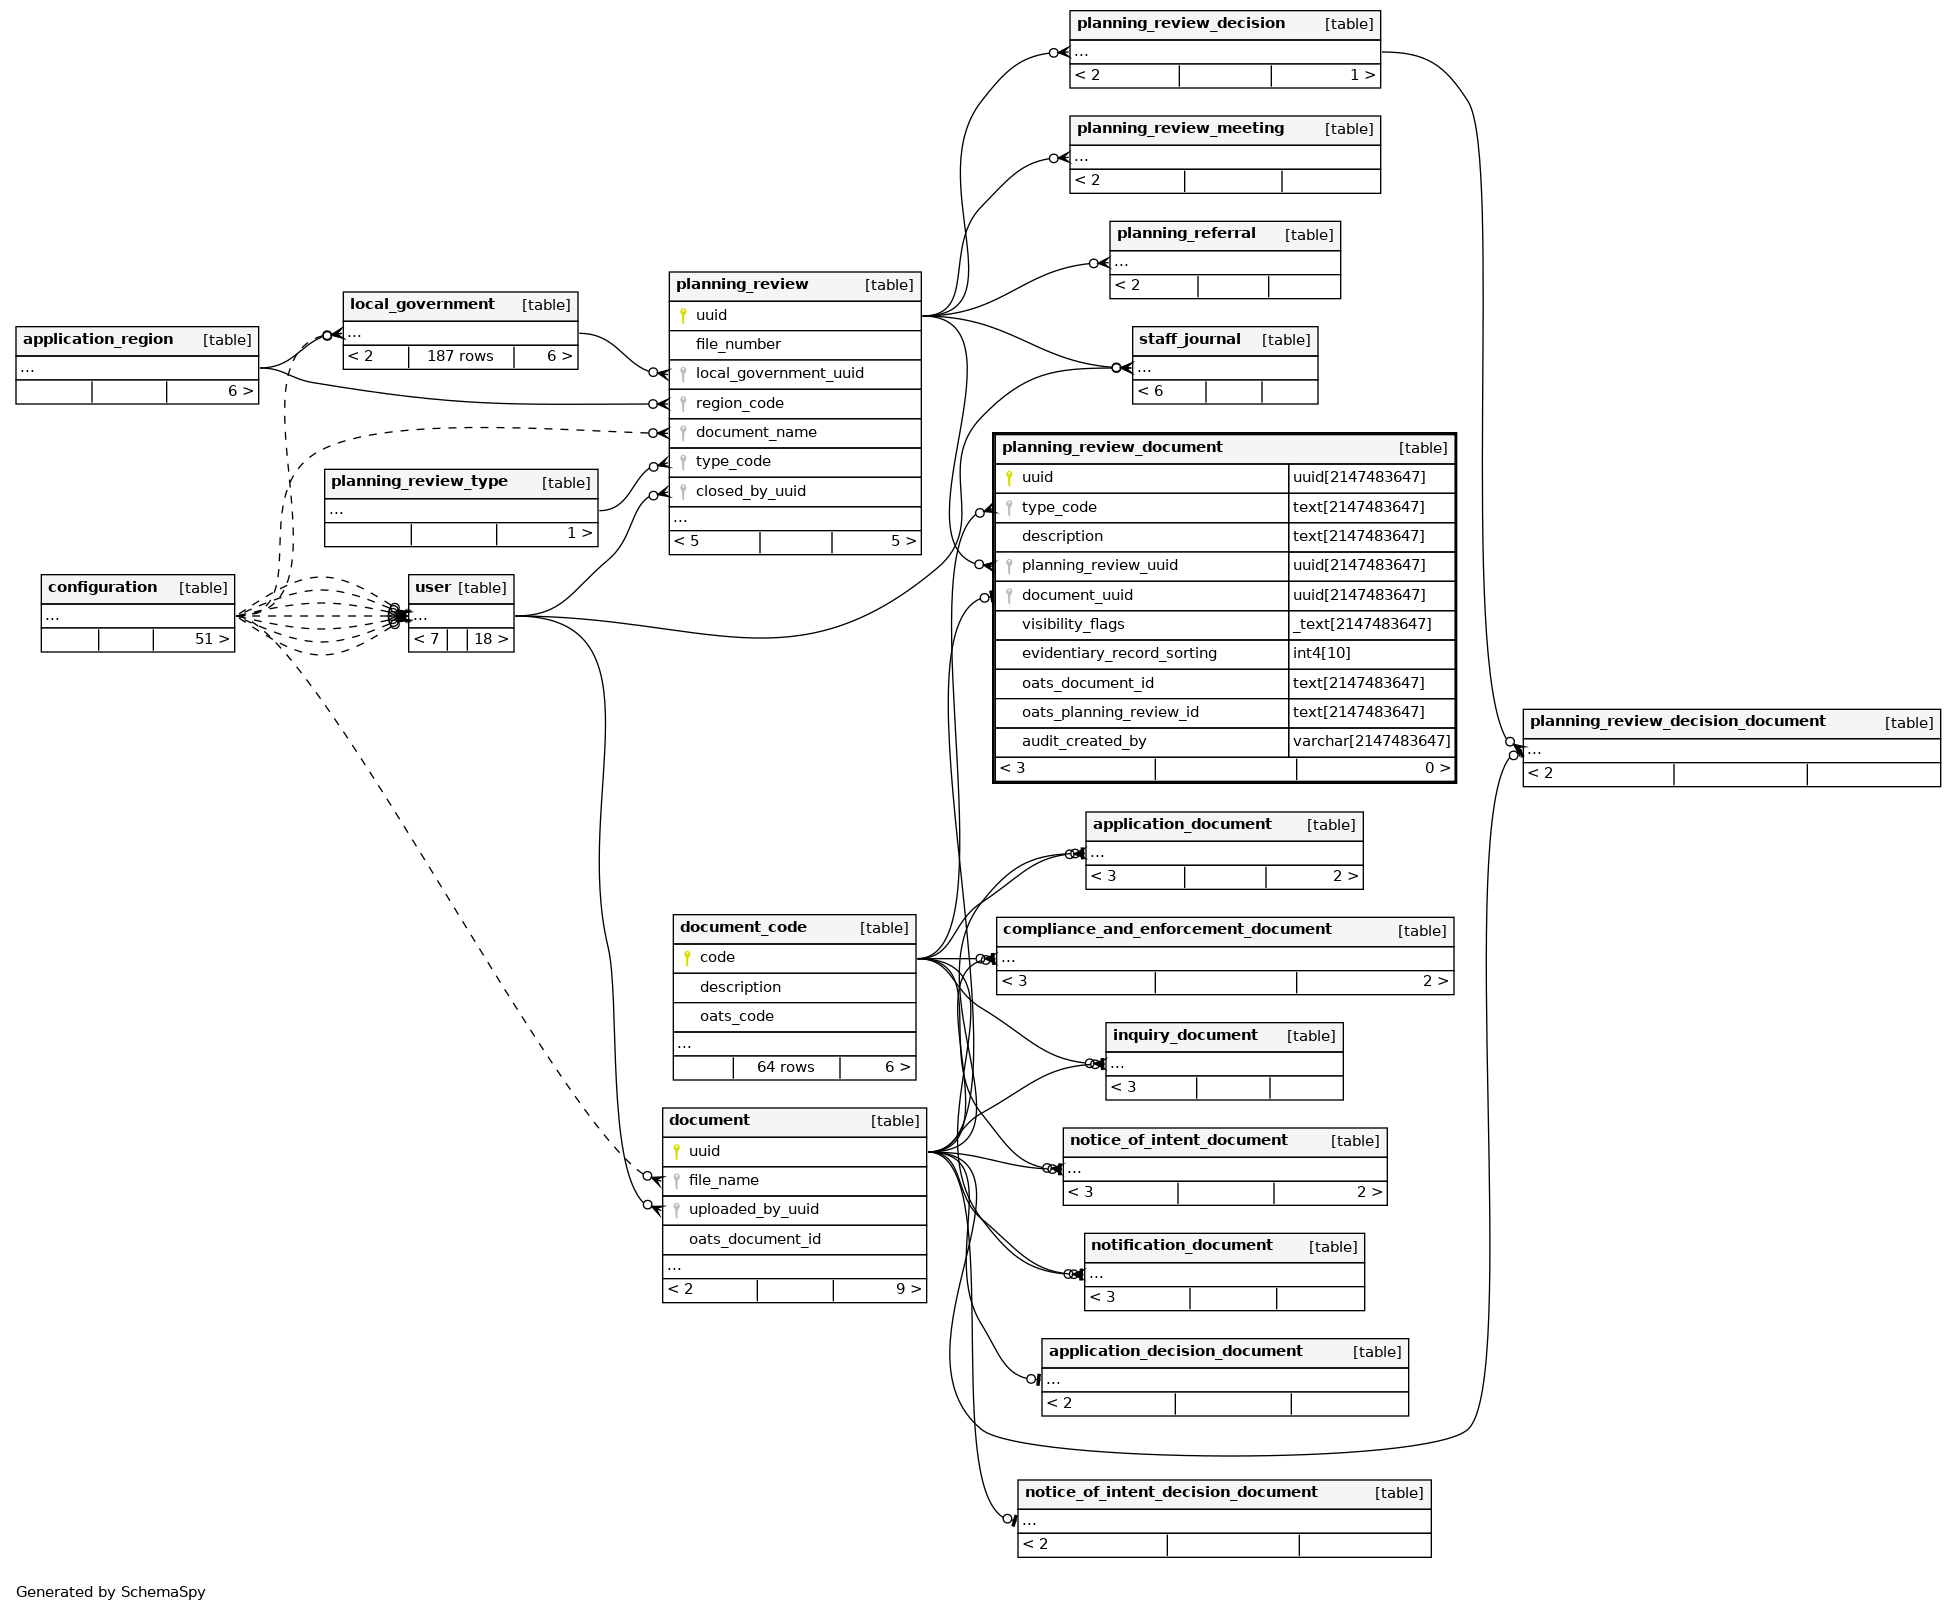 planning_review_decision [table]
...
< 2 1 >
planning_review_meeting [table]
...
< 2
planning_referral [table]
...
< 2
staff_journal [table]
...
< 6
application_region [table]
...
6 >
local_government [table]
...
< 2 187 rows 6 >
planning_review_type [table]
...
1 >
configuration [table]
...
51 >
user [table]
...
< 7 18 >
planning_review [table]
uuid
file_number
local_government_uuid
region_code
document_name
type_code
closed_by_uuid
...
< 5 5 >
planning_review_document [table]
uuid uuid[2147483647]
type_code text[2147483647]
description text[2147483647]
planning_review_uuid uuid[2147483647]
document_uuid uuid[2147483647]
visibility_flags _text[2147483647]
evidentiary_record_sorting int4[10]
oats_document_id text[2147483647]
oats_planning_review_id text[2147483647]
audit_created_by varchar[2147483647]
< 3 0 >
planning_review_decision_document [table]
...
< 2
document_code [table]
code
description
oats_code
...
64 rows 6 >
document [table]
uuid
file_name
uploaded_by_uuid
oats_document_id
...
< 2 9 >
application_document [table]
...
< 3 2 >
compliance_and_enforcement_document [table]
...
< 3 2 >
inquiry_document [table]
...
< 3
notice_of_intent_document [table]
...
< 3 2 >
notification_document [table]
...
< 3
application_decision_document [table]
...
< 2
notice_of_intent_decision_document [table]
...
< 2
Generated by SchemaSpy